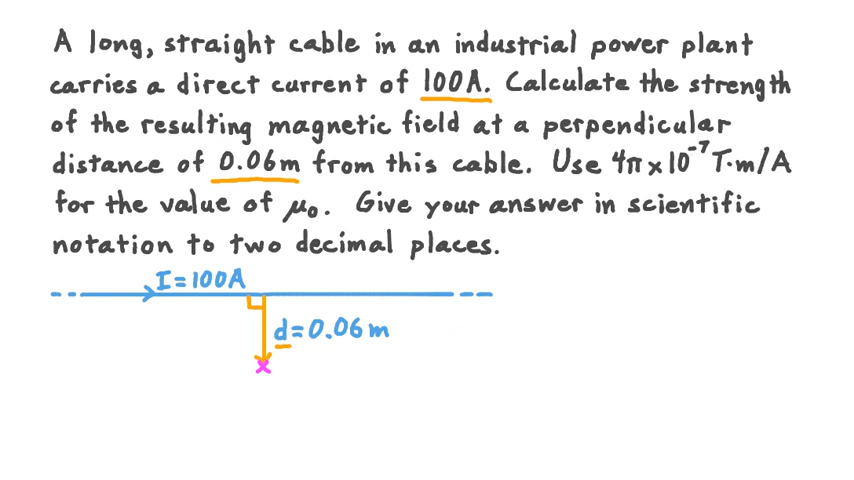 A long, straight cable in an industrial power plant
carries a direct current of 100A. Calculate the strength
of the resulting magnetic field at a perpendicular
distance of 0.06m from this cable. Use 4π×10⁻⁷ T·m/A
for the value of μ₀. Give your answer in scientific
notation to two decimal places.
I=100A
d=0.06m
x